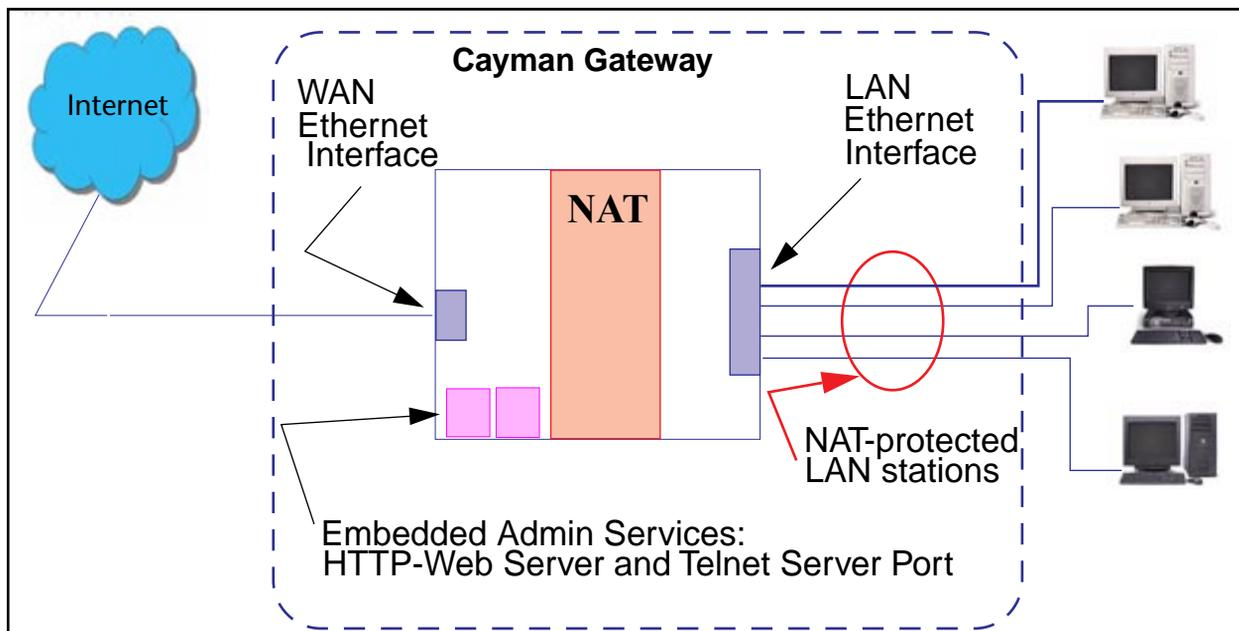 Internet
Cayman Gateway
WAN
Ethernet
Interface
LAN
Ethernet
Interface
NAT
NAT-protected
LAN stations
Embedded Admin Services:
HTTP-Web Server and Telnet Server Port